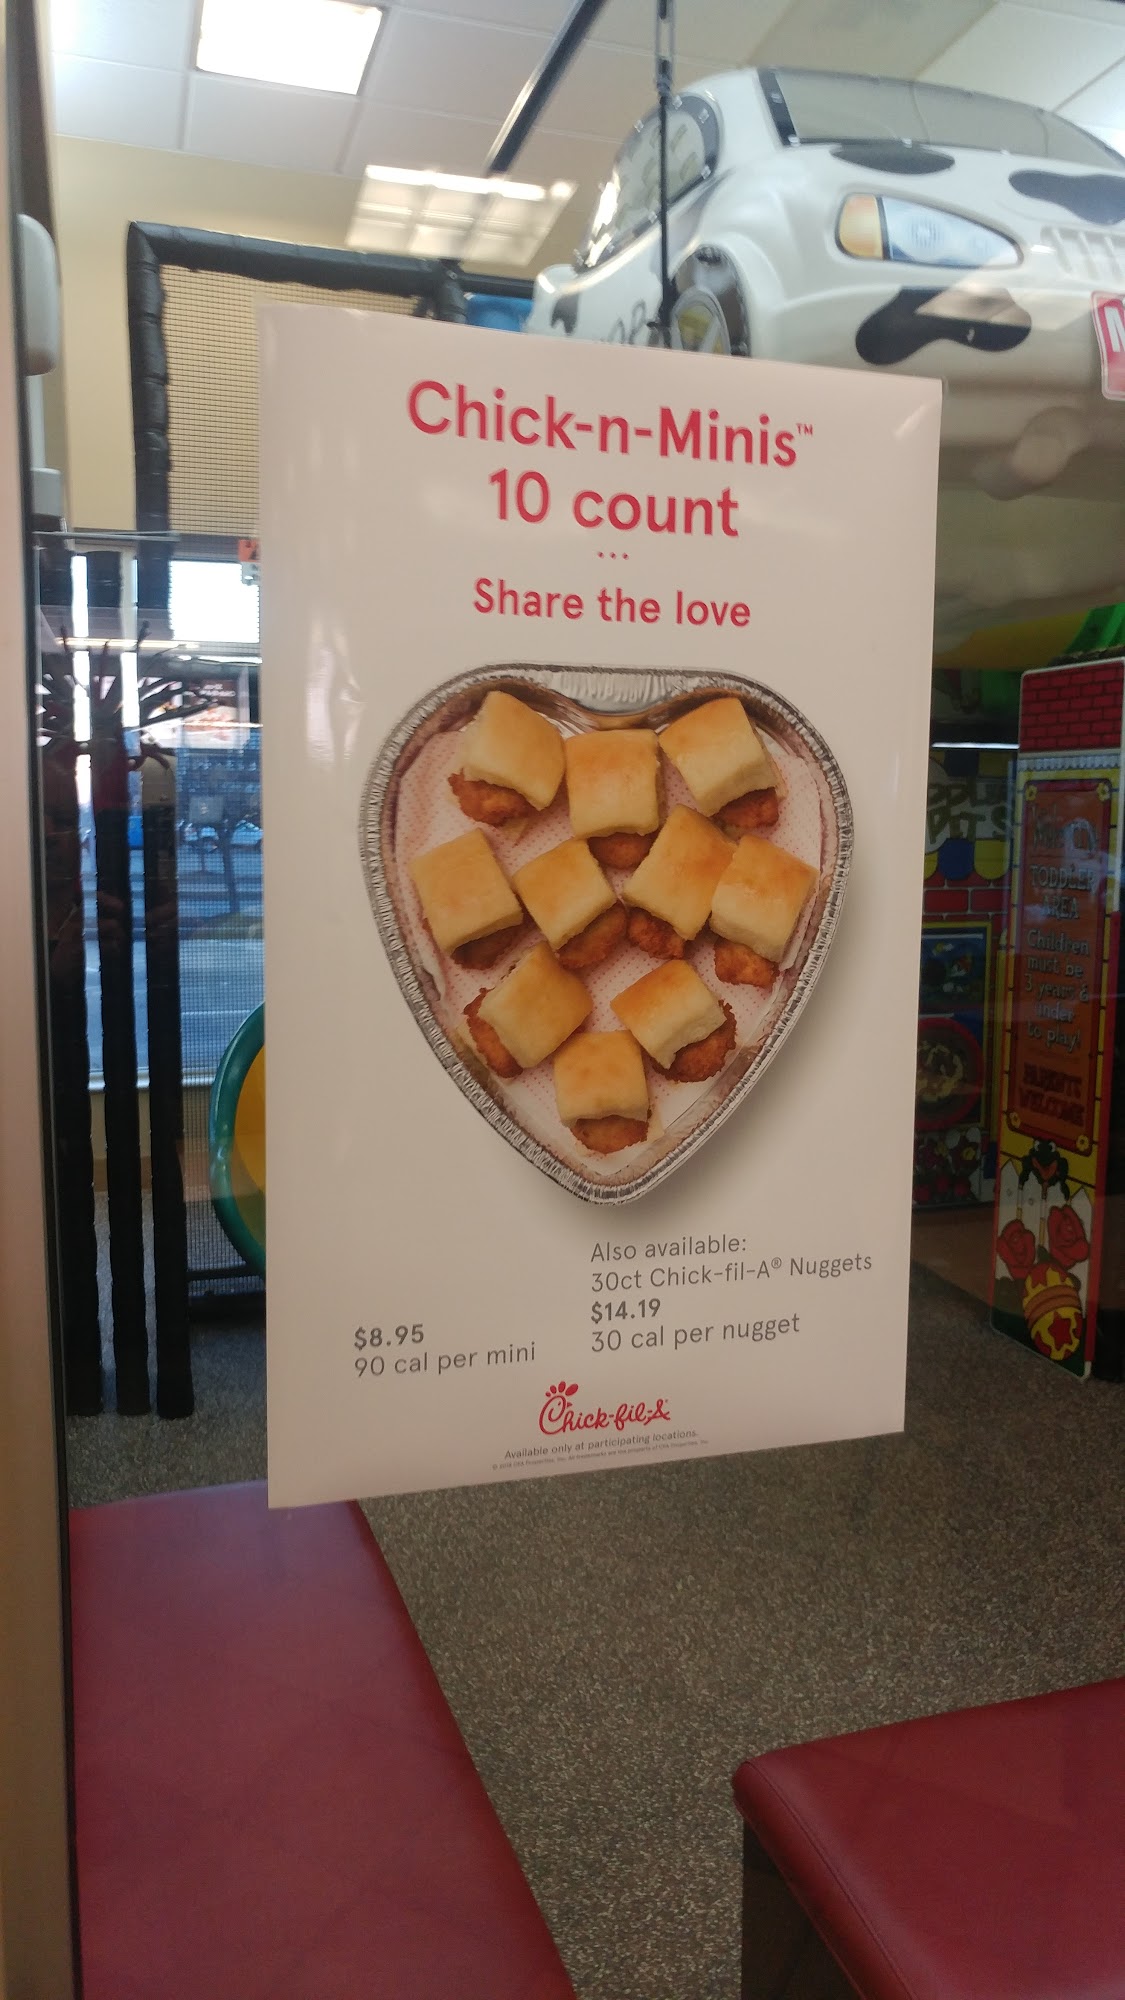 Chick-n-Minis™
10 count
...
Share the love
Also available:
30ct Chick-fil-A® Nuggets
$14.19
30 cal per nugget
$8.95
90 cal per mini
Chick-fil-A
Available only at participating locations.
TODDLER
AREA
Children
must be
3 years &
under
to play!
PARENTS
WELCOME